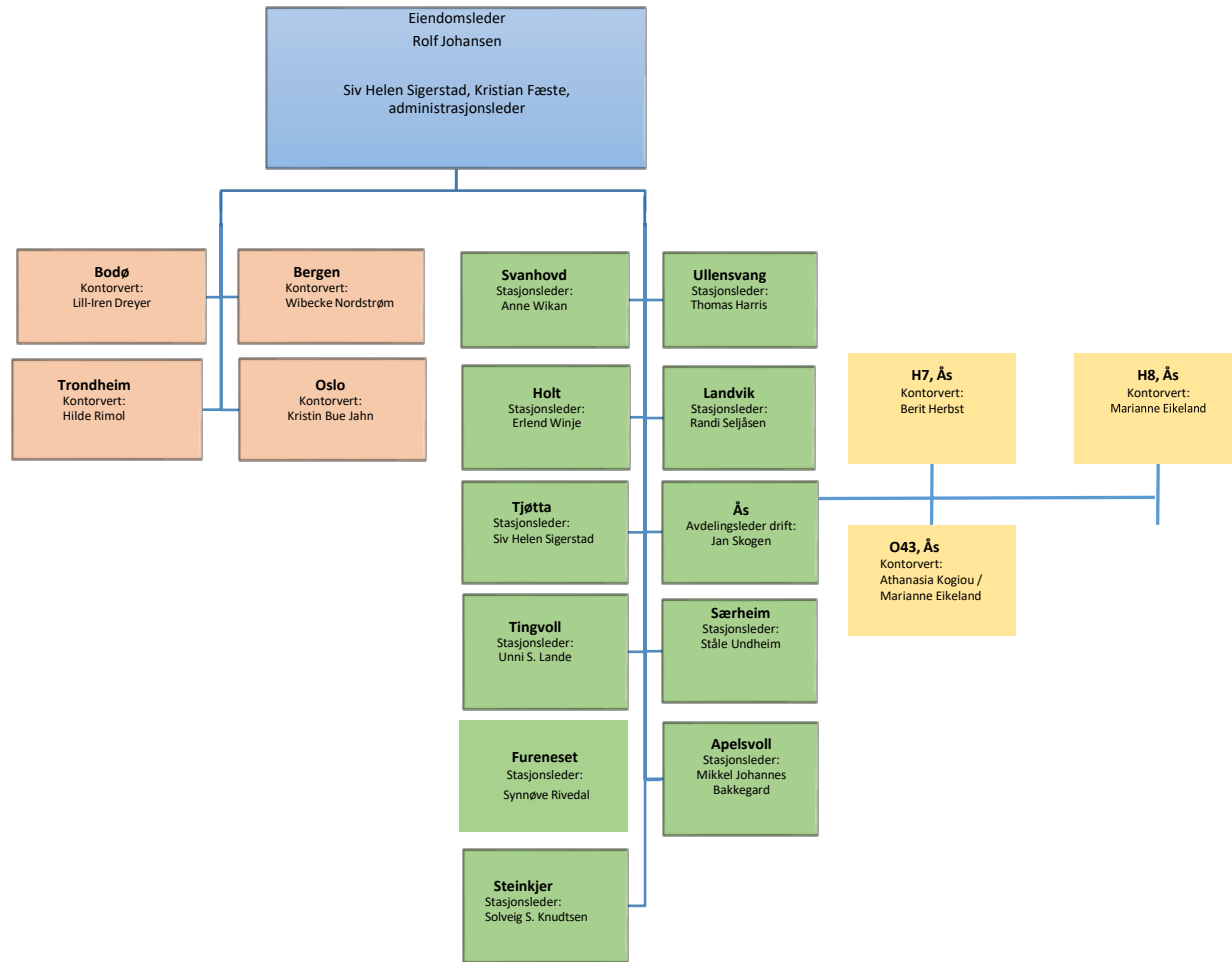 Eiendomsleder
Rolf Johansen
Siv Helen Sigerstad, Kristian Fæste,
administrasjonsleder
Bodø
Kontorvert:
Lill-Iren Dreyer
Bergen
Kontorvert:
Wibecke Nordstrøm
Trondheim
Kontorvert:
Hilde Rimol
Oslo
Kontorvert:
Kristin Bue Jahn
Svanhovd
Stasjonsleder:
Anne Wikan
Ullensvang
Stasjonsleder:
Thomas Harris
Holt
Stasjonsleder:
Erlend Winje
Landvik
Stasjonsleder:
Randi Seljåsen
H7, Ås
Kontorvert:
Berit Herbst
H8, Ås
Kontorvert:
Marianne Eikeland
Tjøtta
Stasjonsleder:
Siv Helen Sigerstad
Ås
Avdelingsleder drift:
Jan Skogen
O43, Ås
Kontorvert:
Athanasia Kogiou /
Marianne Eikeland
Tingvoll
Stasjonsleder:
Unni S. Lande
Særheim
Stasjonsleder:
Ståle Undheim
Fureneset
Stasjonsleder:
Synnøve Rivedal
Apelsvoll
Stasjonsleder:
Mikkel Johannes
Bakkegard
Steinkjer
Stasjonsleder:
Solveig S. Knudtsen